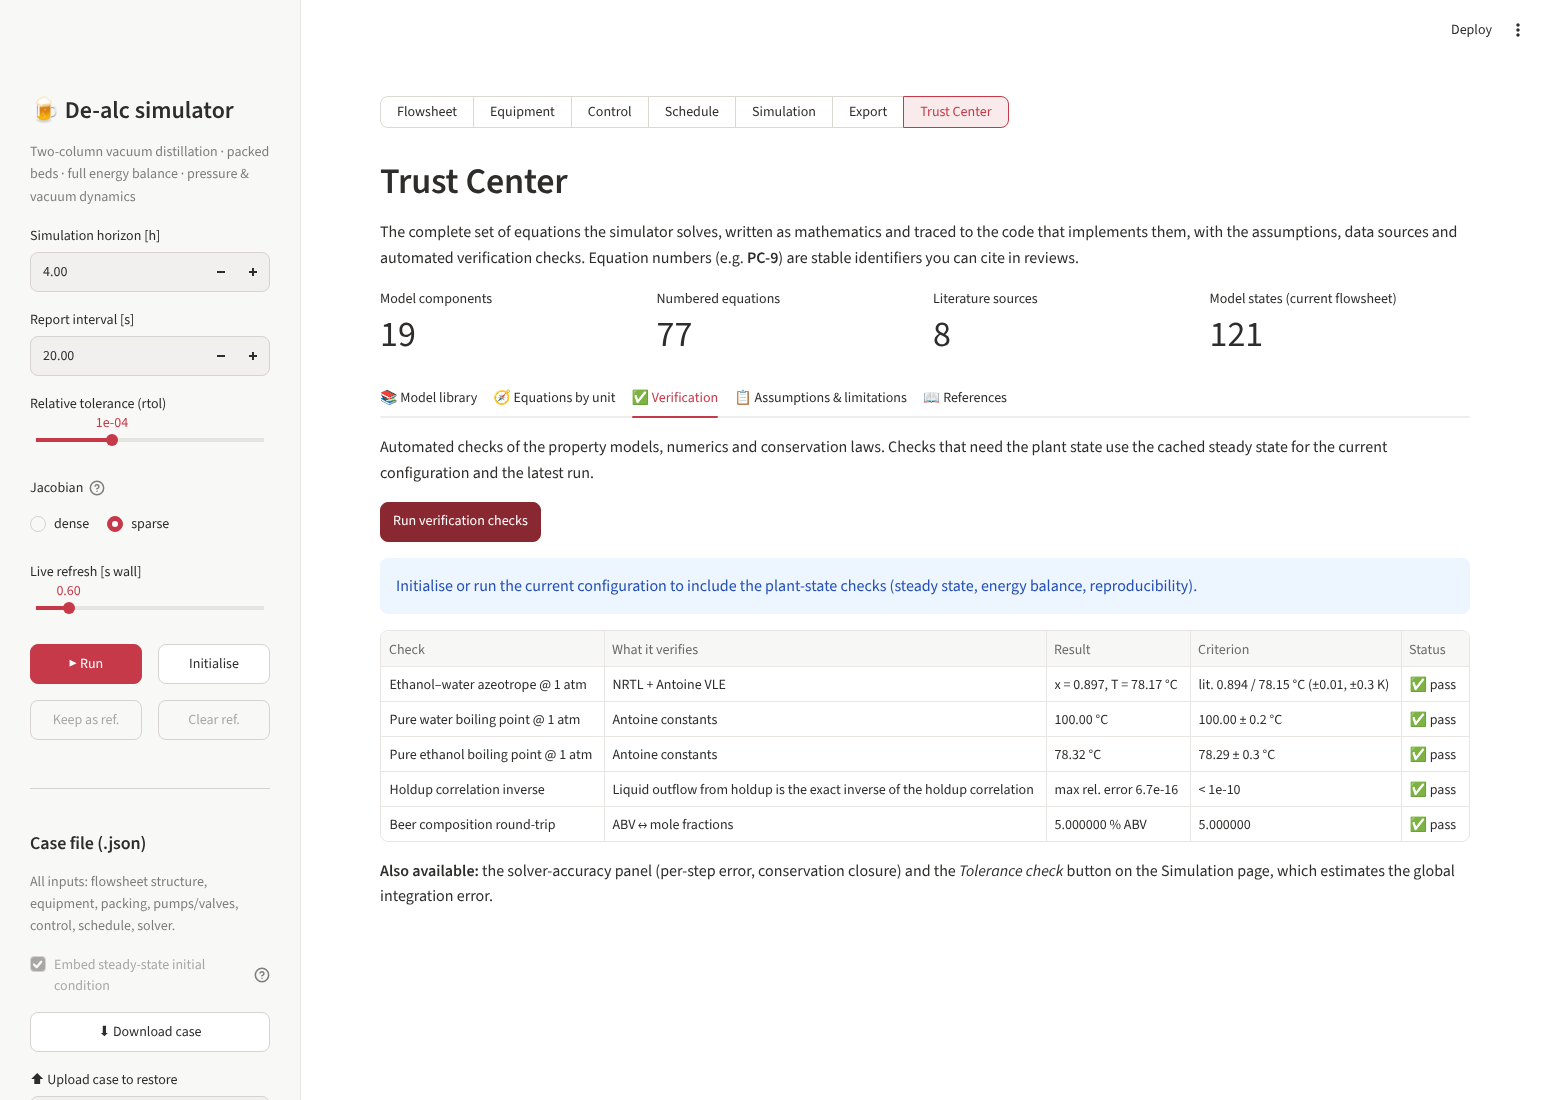 Deploy
🍺 De-alc simulator
Two-column vacuum distillation · packed
beds · full energy balance · pressure &
vacuum dynamics
Simulation horizon [h]
4.00
Report interval [s]
20.00
Relative tolerance (rtol)
1e-04
Jacobian
dense sparse
Live refresh [s wall]
0.60
▶ Run Initialise
Keep as ref. Clear ref.
Case file (.json)
All inputs: flowsheet structure,
equipment, packing, pumps/valves,
control, schedule, solver.
Embed steady-state initial
condition
⬇ Download case
⬆ Upload case to restore
Flowsheet Equipment Control Schedule Simulation Export Trust Center
Trust Center
The complete set of equations the simulator solves, written as mathematics and traced to the code that implements them, with the assumptions, data sources and
automated verification checks. Equation numbers (e.g. PC-9) are stable identifiers you can cite in reviews.
Model components Numbered equations Literature sources Model states (current flowsheet)
19 77 8 121
📚 Model library 🧭 Equations by unit ✅ Verification 📋 Assumptions & limitations 📖 References
Automated checks of the property models, numerics and conservation laws. Checks that need the plant state use the cached steady state for the current
configuration and the latest run.
Run verification checks
Initialise or run the current configuration to include the plant-state checks (steady state, energy balance, reproducibility).
Check What it verifies Result Criterion Status
Ethanol–water azeotrope @ 1 atm NRTL + Antoine VLE x = 0.897, T = 78.17 °C lit. 0.894 / 78.15 °C (±0.01, ±0.3 K) ✅ pass
Pure water boiling point @ 1 atm Antoine constants 100.00 °C 100.00 ± 0.2 °C ✅ pass
Pure ethanol boiling point @ 1 atm Antoine constants 78.32 °C 78.29 ± 0.3 °C ✅ pass
Holdup correlation inverse Liquid outflow from holdup is the exact inverse of the holdup correlation max rel. error 6.7e-16 < 1e-10 ✅ pass
Beer composition round-trip ABV ↔ mole fractions 5.000000 % ABV 5.000000 ✅ pass
Also available: the solver-accuracy panel (per-step error, conservation closure) and the Tolerance check button on the Simulation page, which estimates the global
integration error.